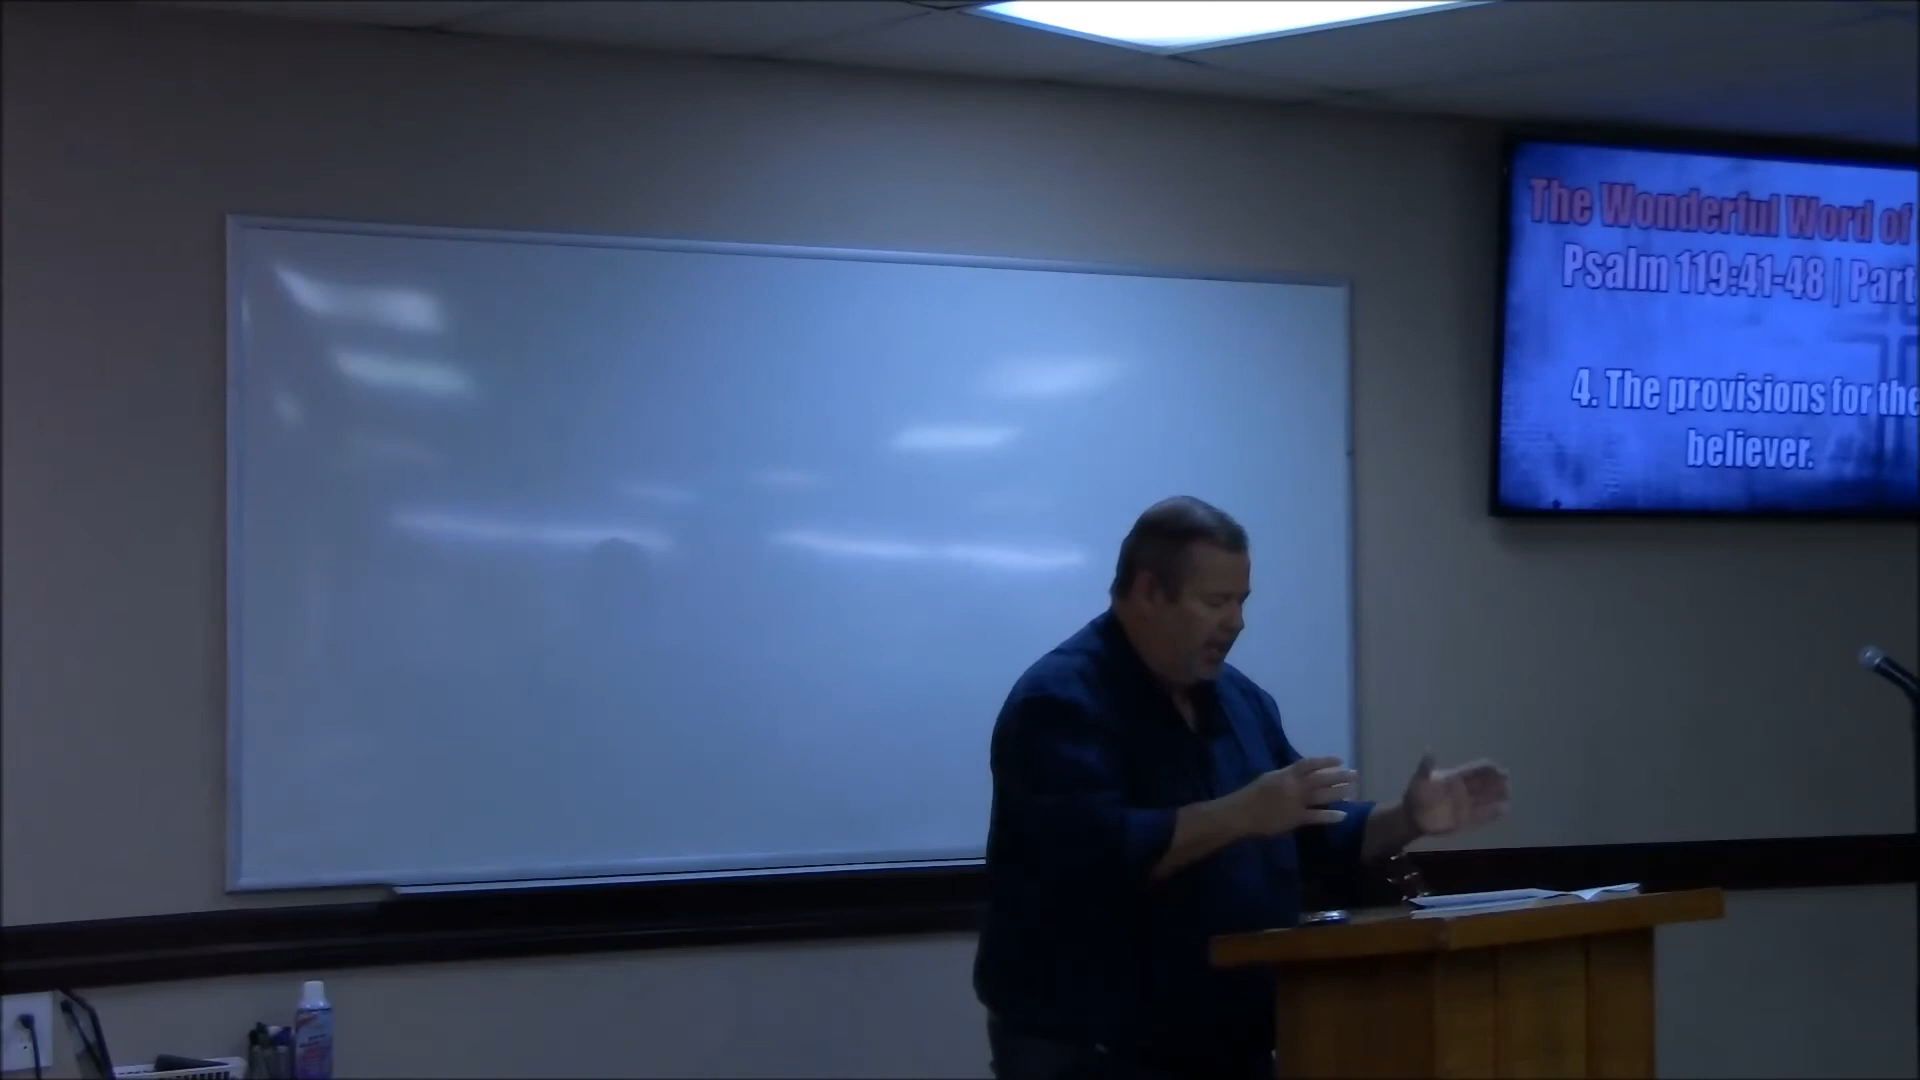 The Wonderful Word of
Psalm 119:41-48 | Part
4. The provisions for the
believer.